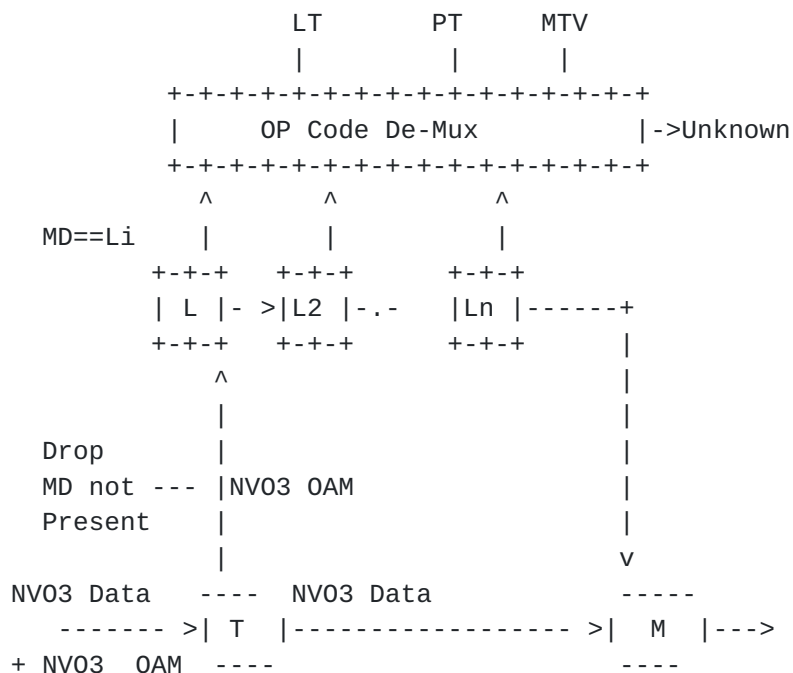 LT PT MTV
| | |
+-+-+-+-+-+-+-+-+-+-+-+-+-+-+-+
| OP Code De-Mux |->Unknown
+-+-+-+-+-+-+-+-+-+-+-+-+-+-+-+
^ ^ ^
MD==Li | | |
+-+-+ +-+-+ +-+-+
| L |- >|L2 |-.- |Ln |------+
+-+-+ +-+-+ +-+-+ |
^ |
| |
Drop | |
MD not --- |NVO3 OAM |
Present | |
| v
NVO3 Data ---- NVO3 Data -----
------- >| T |------------------ >| M |--->
+ NVO3 OAM ---- ----